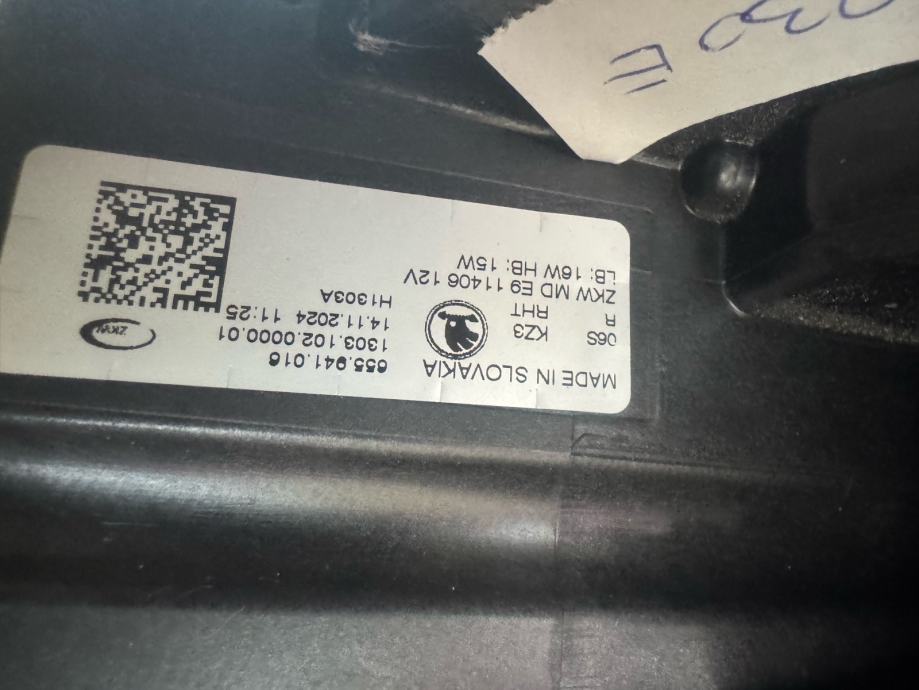 MADE IN SLOVAKIA
06S KZ3
R RHT
ZKW MD E9 11406 12V
LB: 16W HB: 15W
655.941.016
1303.102.0000.01
14.11.2024 11:25
H1303A
ZKW